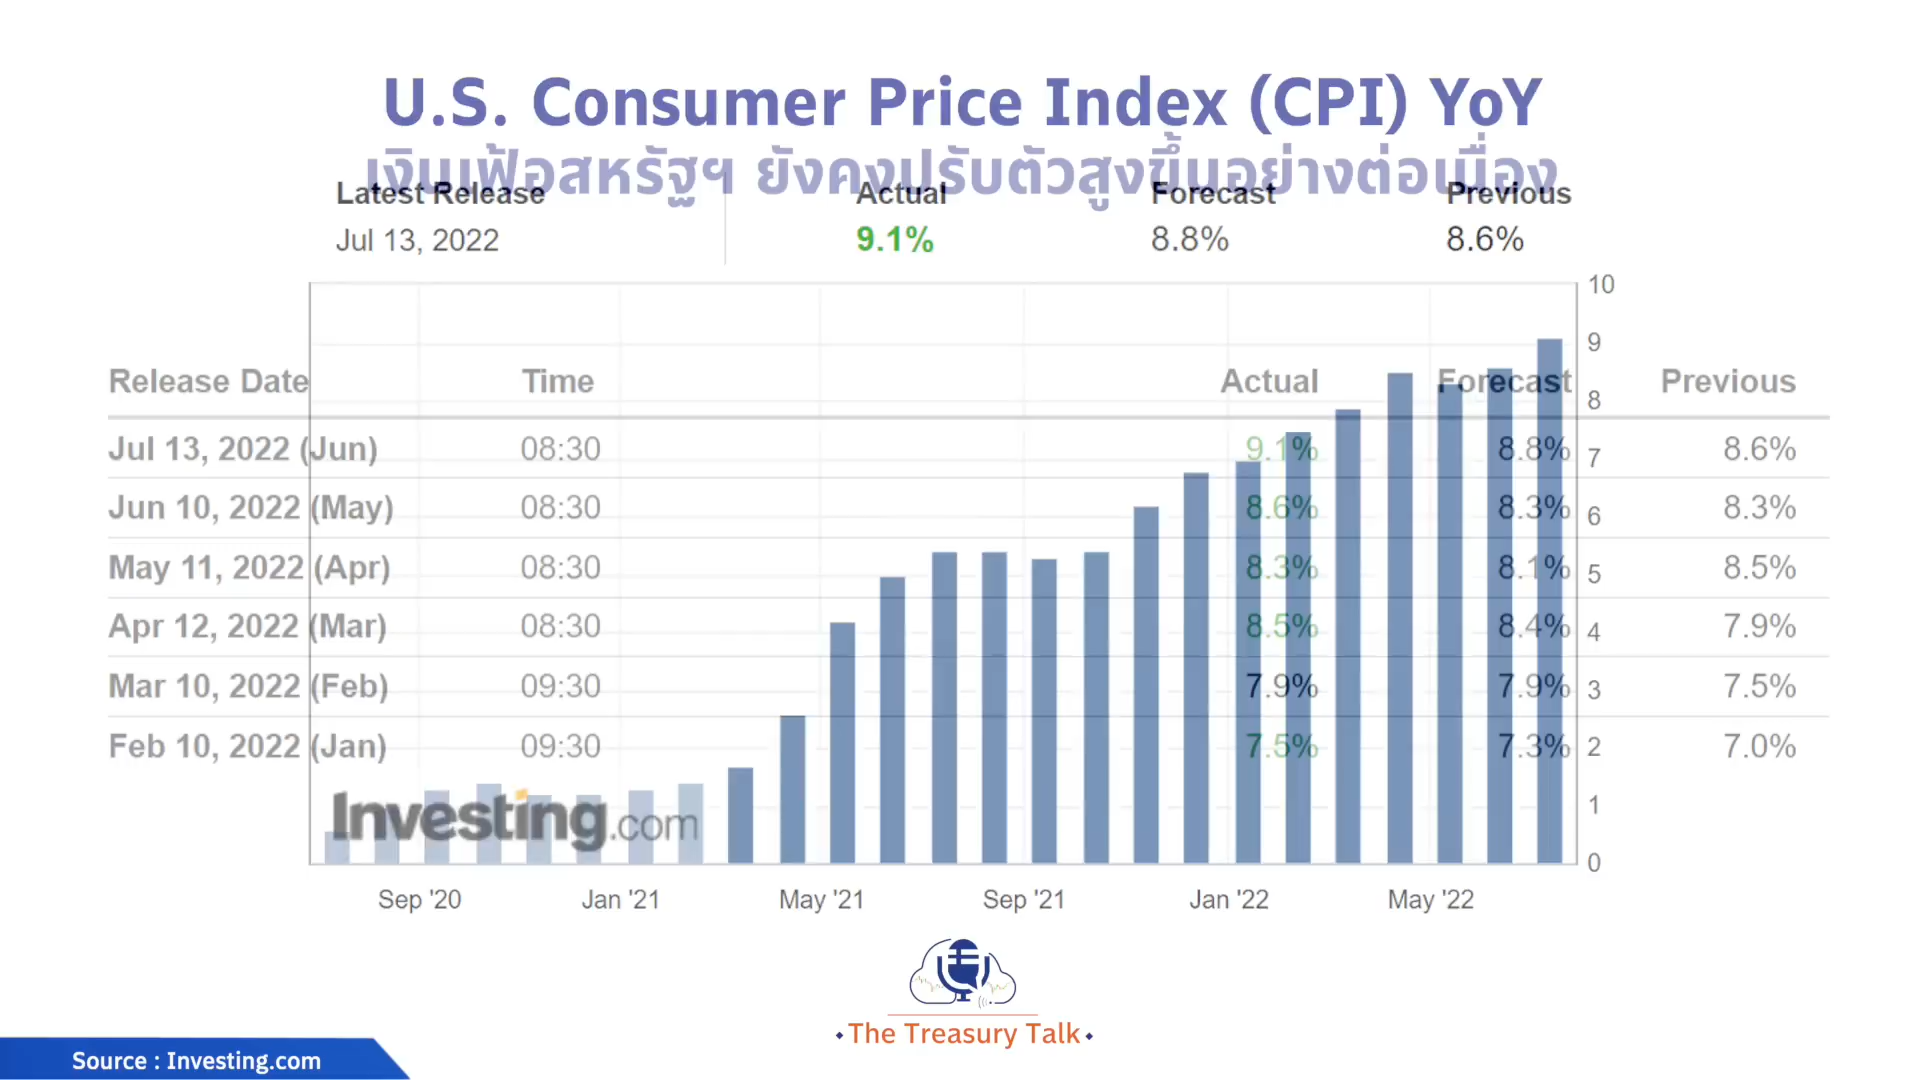 U.S. Consumer Price Index (CPI) YoY
เงินเฟ้อสหรัฐฯ ยังคงปรับตัวสูงขึ้นอย่างต่อเนื่อง
Latest Release Actual Forecast Previous
Jul 13, 2022 9.1% 8.8% 8.6%
10
9
8
7
6
5
4
3
2
1
0
Release Date Time Actual Forecast Previous
Jul 13, 2022 (Jun) 08:30 9.1% 8.8% 8.6%
Jun 10, 2022 (May) 08:30 8.6% 8.3% 8.3%
May 11, 2022 (Apr) 08:30 8.3% 8.1% 8.5%
Apr 12, 2022 (Mar) 08:30 8.5% 8.4% 7.9%
Mar 10, 2022 (Feb) 09:30 7.9% 7.9% 7.5%
Feb 10, 2022 (Jan) 09:30 7.5% 7.3% 7.0%
Investing.com
Sep '20 Jan '21 May '21 Sep '21 Jan '22 May '22
The Treasury Talk
Source : Investing.com